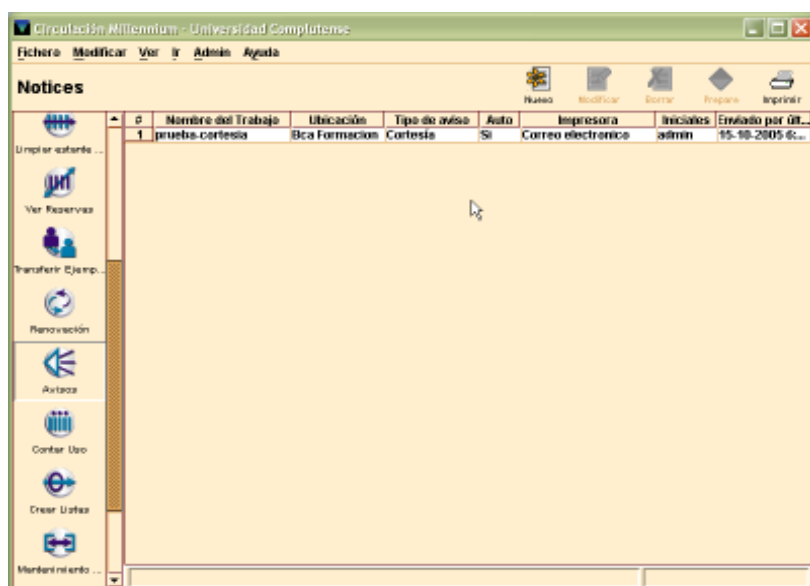 Circulación Millennium - Universidad Complutense
Fichero Modificar Ver Ir Admin Ayuda
Notices
Nuevo Modificar Borrar Prepare Imprimir
# Nombre del Trabajo Ubicación Tipo de aviso Auto Impresora Iniciales Enviado por últ...
1 prueba-cortesia Bca Formacion Cortesía Si Correo electronico admin 15-10-2005 6:...
Limpiar estante ...
Ver Reservas
Transferir Ejemp...
Renovación
Avisos
Contar Uso
Crear Listas
Mantenimiento ...